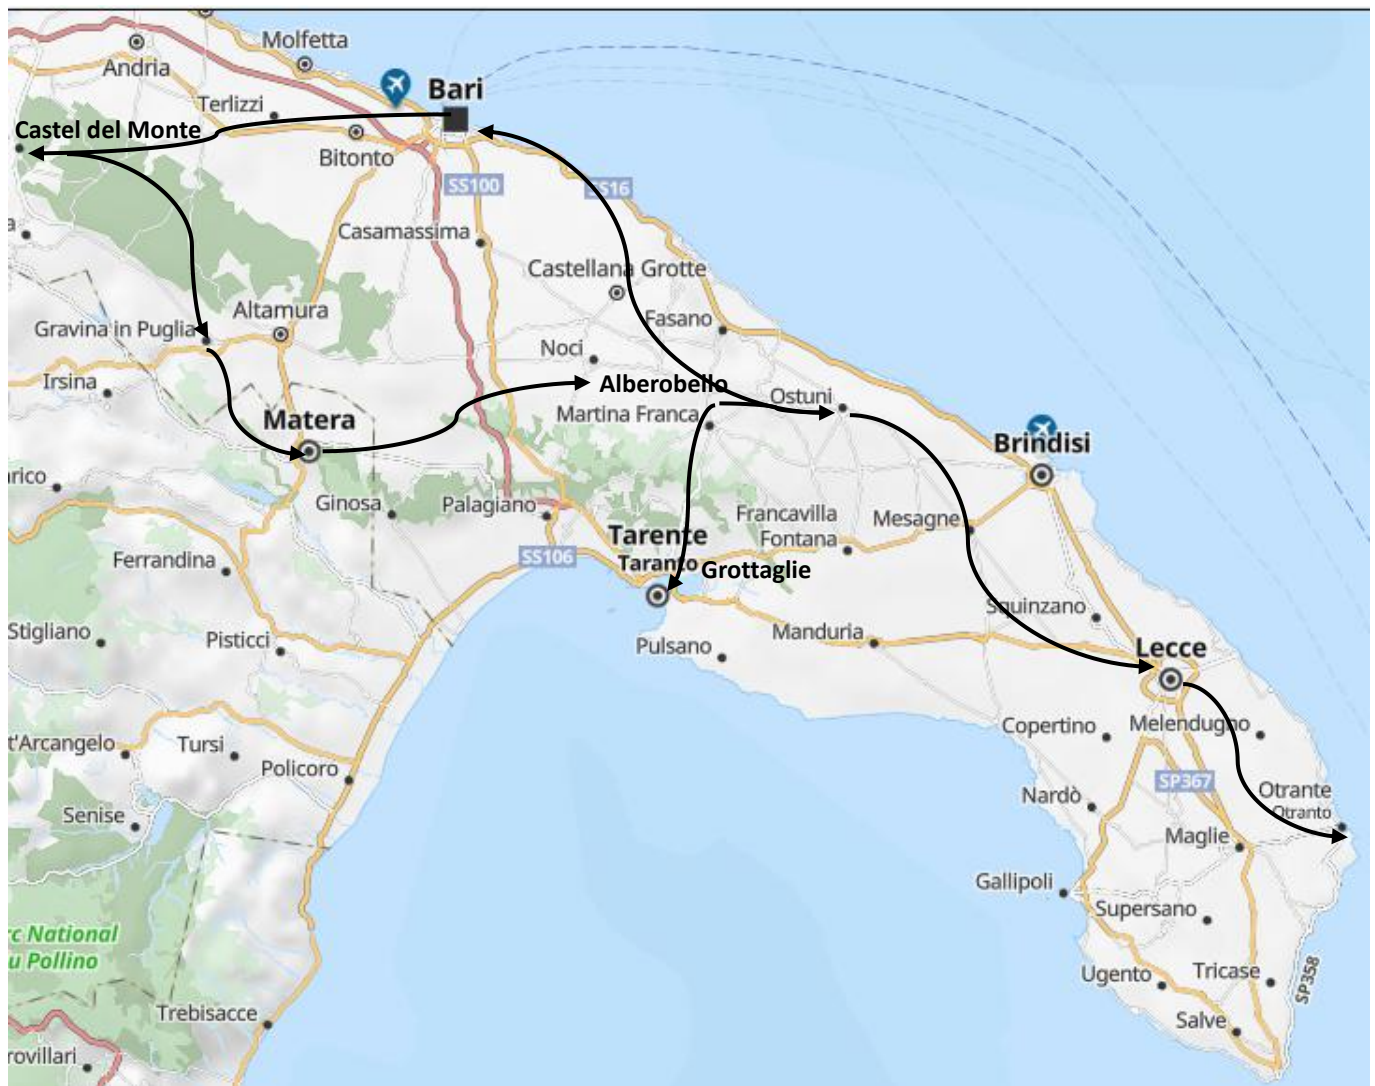 Molfetta
Andria
Bari
Terlizzi
Castel del Monte
Bitonto
SS100
SS16
a
Casamassima
Castellana Grotte
Altamura
Gravina in Puglia
Fasano
Noci
Irsina
Alberobello
Ostuni
Matera
Martina Franca
Brindisi
rico
Ginosa
Palagiano
Francavilla
Fontana
Mesagne
Tarente
Taranto
SS106
Ferrandina
Grottaglie
Squinzano
Stigliano
Pisticci
Pulsano
Manduria
Lecce
Copertino
Melendugno
t'Arcangelo
Tursi
Policoro
SP367
Nardò
Otrante
Otranto
Senise
Maglie
Gallipoli
Supersano
rc National
u Pollino
Ugento
Tricase
SP358
Trebisacce
Salve
rovillari